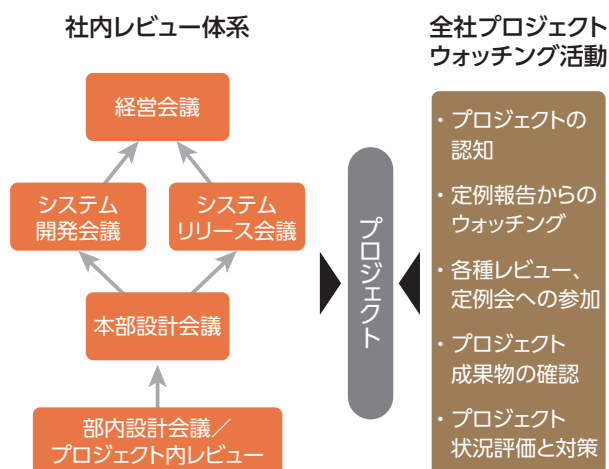 社内レビュー体系
経営会議
システム
開発会議
システム
リリース会議
本部設計会議
部内設計会議／
プロジェクト内レビュー
プロジェクト
全社プロジェクト
ウォッチング活動
・プロジェクトの
認知
・定例報告からの
ウォッチング
・各種レビュー、
定例会への参加
・プロジェクト
成果物の確認
・プロジェクト
状況評価と対策